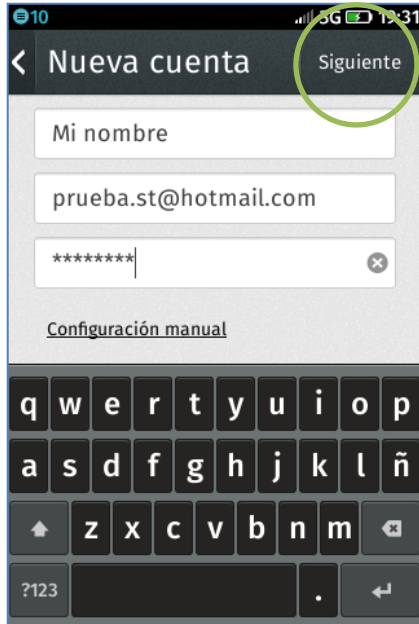 10 3G 19:31
Nueva cuenta Siguiente
Mi nombre
prueba.st@hotmail.com
********
Configuración manual
q w e r t y u i o p
a s d f g h j k l ñ
z x c v b n m
?123 .